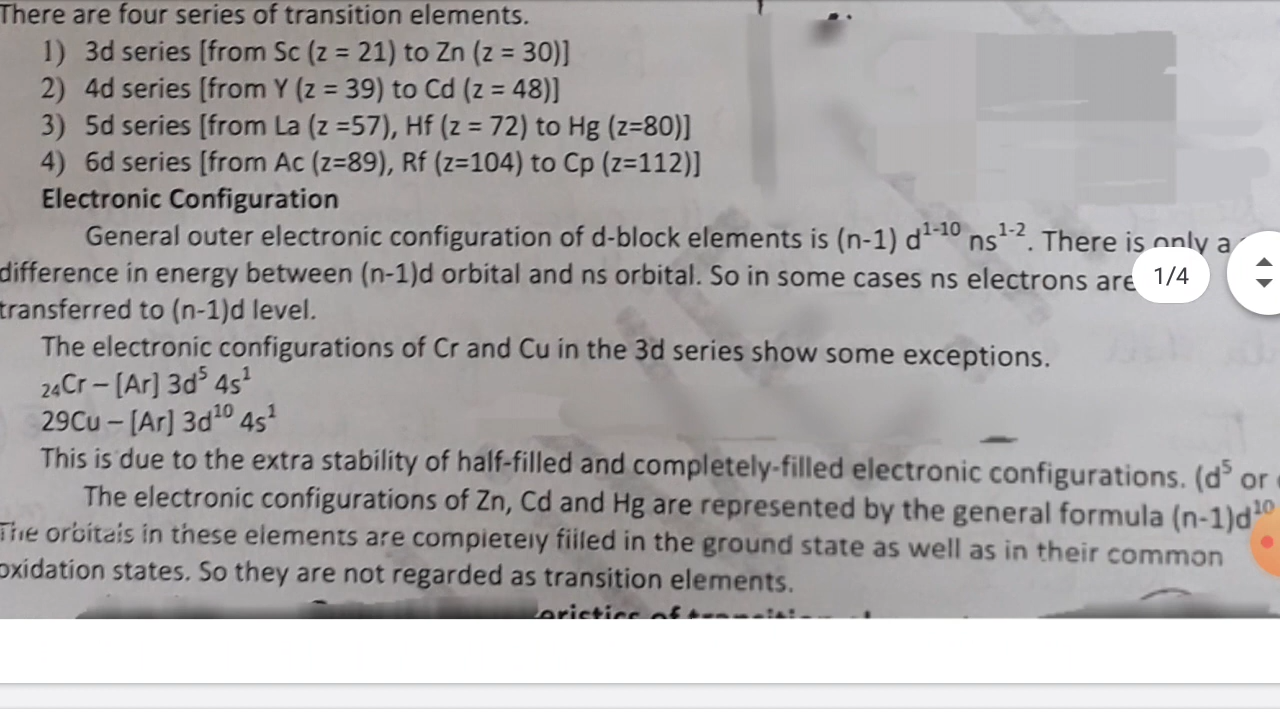 There are four series of transition elements.
1) 3d series [from Sc (z = 21) to Zn (z = 30)]
2) 4d series [from Y (z = 39) to Cd (z = 48)]
3) 5d series [from La (z =57), Hf (z = 72) to Hg (z=80)]
4) 6d series [from Ac (z=89), Rf (z=104) to Cp (z=112)]
Electronic Configuration
General outer electronic configuration of d-block elements is (n-1) d¹⁻¹⁰ ns¹⁻². There is only a
difference in energy between (n-1)d orbital and ns orbital. So in some cases ns electrons are
1/4
transferred to (n-1)d level.
The electronic configurations of Cr and Cu in the 3d series show some exceptions.
₂₄Cr – [Ar] 3d⁵ 4s¹
29Cu – [Ar] 3d¹⁰ 4s¹
This is due to the extra stability of half-filled and completely-filled electronic configurations. (d⁵ or
The electronic configurations of Zn, Cd and Hg are represented by the general formula (n-1)d¹⁰
The orbitals in these elements are completely filled in the ground state as well as in their common
oxidation states. So they are not regarded as transition elements.
of